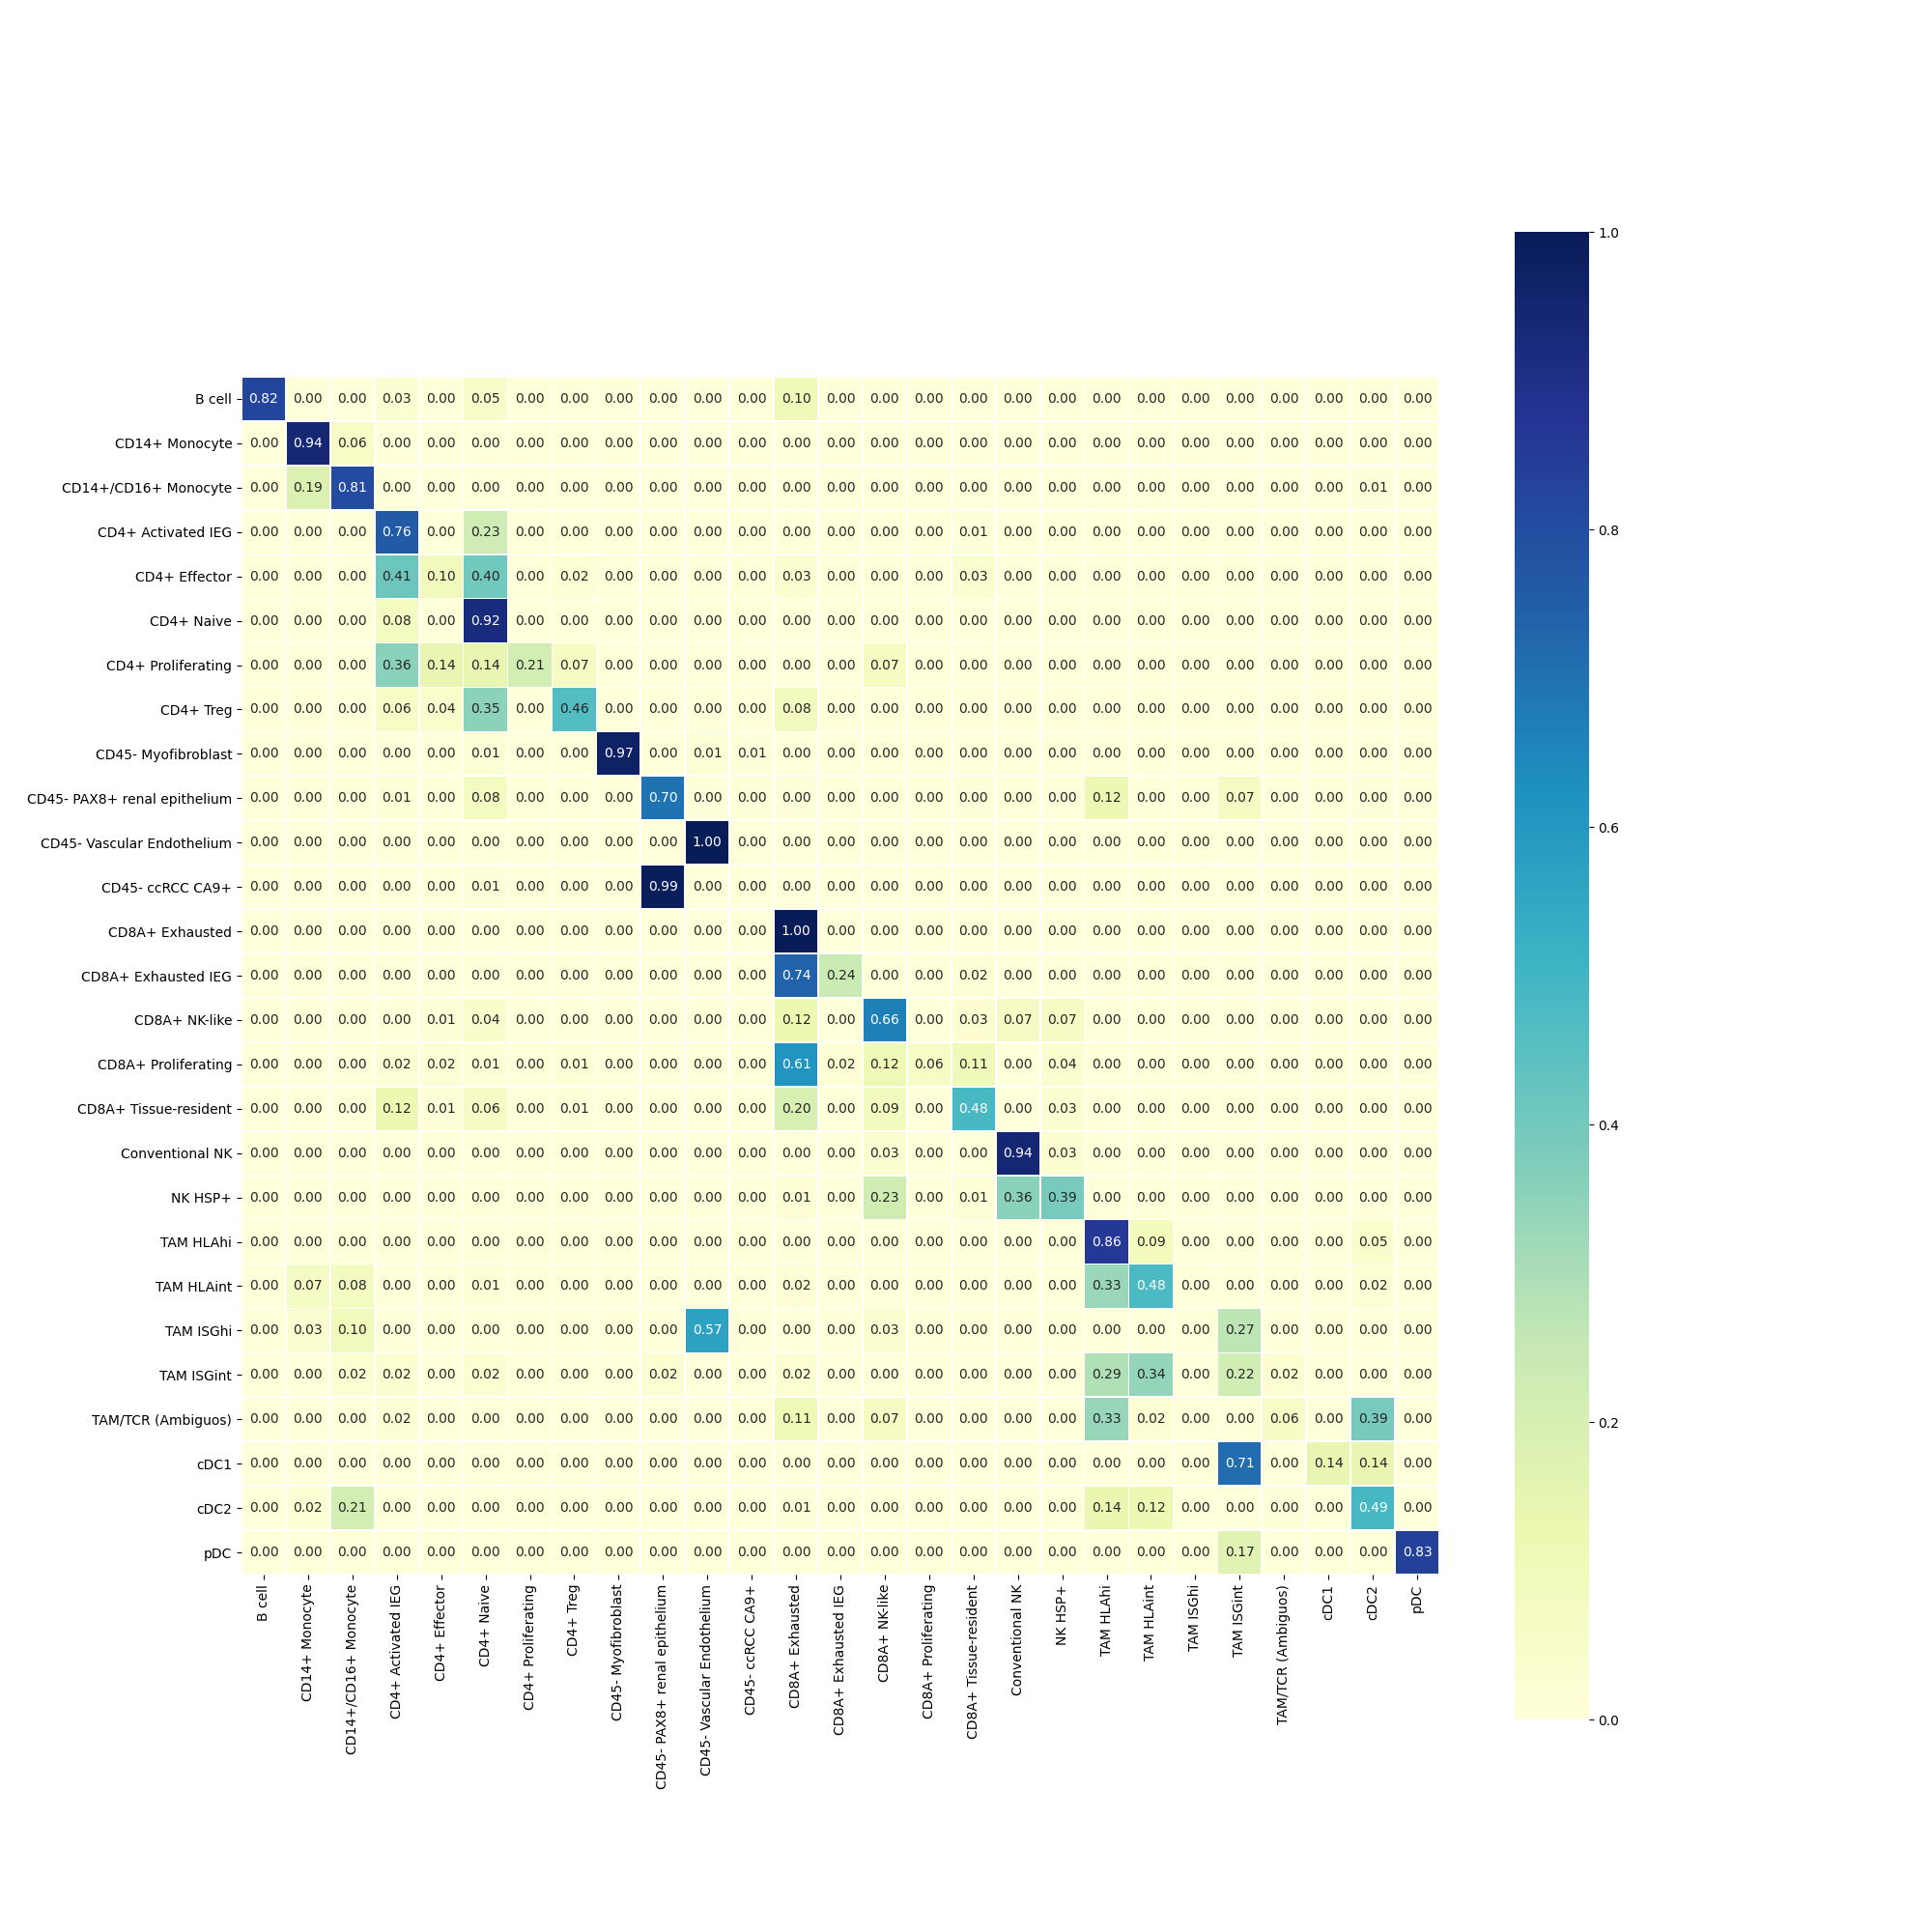 1.0
B cell 0.82 0.00 0.00 0.03 0.00 0.05 0.00 0.00 0.00 0.00 0.00 0.00 0.10 0.00 0.00 0.00 0.00 0.00 0.00 0.00 0.00 0.00 0.00 0.00 0.00 0.00 0.00
CD14+ Monocyte 0.00 0.94 0.06 0.00 0.00 0.00 0.00 0.00 0.00 0.00 0.00 0.00 0.00 0.00 0.00 0.00 0.00 0.00 0.00 0.00 0.00 0.00 0.00 0.00 0.00 0.00 0.00
CD14+/CD16+ Monocyte 0.00 0.19 0.81 0.00 0.00 0.00 0.00 0.00 0.00 0.00 0.00 0.00 0.00 0.00 0.00 0.00 0.00 0.00 0.00 0.00 0.00 0.00 0.00 0.00 0.00 0.01 0.00
CD4+ Activated IEG 0.00 0.00 0.00 0.76 0.00 0.23 0.00 0.00 0.00 0.00 0.00 0.00 0.00 0.00 0.00 0.00 0.01 0.00 0.00 0.00 0.00 0.00 0.00 0.00 0.00 0.00 0.00
0.8
CD4+ Effector 0.00 0.00 0.00 0.41 0.10 0.40 0.00 0.02 0.00 0.00 0.00 0.00 0.03 0.00 0.00 0.00 0.03 0.00 0.00 0.00 0.00 0.00 0.00 0.00 0.00 0.00 0.00
CD4+ Naive 0.00 0.00 0.00 0.08 0.00 0.92 0.00 0.00 0.00 0.00 0.00 0.00 0.00 0.00 0.00 0.00 0.00 0.00 0.00 0.00 0.00 0.00 0.00 0.00 0.00 0.00 0.00
CD4+ Proliferating 0.00 0.00 0.00 0.36 0.14 0.14 0.21 0.07 0.00 0.00 0.00 0.00 0.00 0.00 0.07 0.00 0.00 0.00 0.00 0.00 0.00 0.00 0.00 0.00 0.00 0.00 0.00
CD4+ Treg 0.00 0.00 0.00 0.06 0.04 0.35 0.00 0.46 0.00 0.00 0.00 0.00 0.08 0.00 0.00 0.00 0.00 0.00 0.00 0.00 0.00 0.00 0.00 0.00 0.00 0.00 0.00
CD45- Myofibroblast 0.00 0.00 0.00 0.00 0.00 0.01 0.00 0.00 0.97 0.00 0.01 0.01 0.00 0.00 0.00 0.00 0.00 0.00 0.00 0.00 0.00 0.00 0.00 0.00 0.00 0.00 0.00
CD45- PAX8+ renal epithelium 0.00 0.00 0.00 0.01 0.00 0.08 0.00 0.00 0.00 0.70 0.00 0.00 0.00 0.00 0.00 0.00 0.00 0.00 0.00 0.12 0.00 0.00 0.07 0.00 0.00 0.00 0.00
0.6
CD45- Vascular Endothelium 0.00 0.00 0.00 0.00 0.00 0.00 0.00 0.00 0.00 0.00 1.00 0.00 0.00 0.00 0.00 0.00 0.00 0.00 0.00 0.00 0.00 0.00 0.00 0.00 0.00 0.00 0.00
CD45- ccRCC CA9+ 0.00 0.00 0.00 0.00 0.00 0.01 0.00 0.00 0.00 0.99 0.00 0.00 0.00 0.00 0.00 0.00 0.00 0.00 0.00 0.00 0.00 0.00 0.00 0.00 0.00 0.00 0.00
CD8A+ Exhausted 0.00 0.00 0.00 0.00 0.00 0.00 0.00 0.00 0.00 0.00 0.00 0.00 1.00 0.00 0.00 0.00 0.00 0.00 0.00 0.00 0.00 0.00 0.00 0.00 0.00 0.00 0.00
CD8A+ Exhausted IEG 0.00 0.00 0.00 0.00 0.00 0.00 0.00 0.00 0.00 0.00 0.00 0.00 0.74 0.24 0.00 0.00 0.02 0.00 0.00 0.00 0.00 0.00 0.00 0.00 0.00 0.00 0.00
CD8A+ NK-like 0.00 0.00 0.00 0.00 0.01 0.04 0.00 0.00 0.00 0.00 0.00 0.00 0.12 0.00 0.66 0.00 0.03 0.07 0.07 0.00 0.00 0.00 0.00 0.00 0.00 0.00 0.00
CD8A+ Proliferating 0.00 0.00 0.00 0.02 0.02 0.01 0.00 0.01 0.00 0.00 0.00 0.00 0.61 0.02 0.12 0.06 0.11 0.00 0.04 0.00 0.00 0.00 0.00 0.00 0.00 0.00 0.00
CD8A+ Tissue-resident 0.00 0.00 0.00 0.12 0.01 0.06 0.00 0.01 0.00 0.00 0.00 0.00 0.20 0.00 0.09 0.00 0.48 0.00 0.03 0.00 0.00 0.00 0.00 0.00 0.00 0.00 0.00
0.4
Conventional NK 0.00 0.00 0.00 0.00 0.00 0.00 0.00 0.00 0.00 0.00 0.00 0.00 0.00 0.00 0.03 0.00 0.00 0.94 0.03 0.00 0.00 0.00 0.00 0.00 0.00 0.00 0.00
NK HSP+ 0.00 0.00 0.00 0.00 0.00 0.00 0.00 0.00 0.00 0.00 0.00 0.00 0.01 0.00 0.23 0.00 0.01 0.36 0.39 0.00 0.00 0.00 0.00 0.00 0.00 0.00 0.00
TAM HLAhi 0.00 0.00 0.00 0.00 0.00 0.00 0.00 0.00 0.00 0.00 0.00 0.00 0.00 0.00 0.00 0.00 0.00 0.00 0.00 0.86 0.09 0.00 0.00 0.00 0.00 0.05 0.00
TAM HLAint 0.00 0.07 0.08 0.00 0.00 0.01 0.00 0.00 0.00 0.00 0.00 0.00 0.02 0.00 0.00 0.00 0.00 0.00 0.00 0.33 0.48 0.00 0.00 0.00 0.00 0.02 0.00
TAM ISGhi 0.00 0.03 0.10 0.00 0.00 0.00 0.00 0.00 0.00 0.00 0.57 0.00 0.00 0.00 0.03 0.00 0.00 0.00 0.00 0.00 0.00 0.00 0.27 0.00 0.00 0.00 0.00
TAM ISGint 0.00 0.00 0.02 0.02 0.00 0.02 0.00 0.00 0.00 0.02 0.00 0.00 0.02 0.00 0.00 0.00 0.00 0.00 0.00 0.29 0.34 0.00 0.22 0.02 0.00 0.00 0.00
TAM/TCR (Ambiguos) 0.00 0.00 0.00 0.02 0.00 0.00 0.00 0.00 0.00 0.00 0.00 0.00 0.11 0.00 0.07 0.00 0.00 0.00 0.00 0.33 0.02 0.00 0.00 0.06 0.00 0.39 0.00
0.2
cDC1 0.00 0.00 0.00 0.00 0.00 0.00 0.00 0.00 0.00 0.00 0.00 0.00 0.00 0.00 0.00 0.00 0.00 0.00 0.00 0.00 0.00 0.00 0.71 0.00 0.14 0.14 0.00
cDC2 0.00 0.02 0.21 0.00 0.00 0.00 0.00 0.00 0.00 0.00 0.00 0.00 0.01 0.00 0.00 0.00 0.00 0.00 0.00 0.14 0.12 0.00 0.00 0.00 0.00 0.49 0.00
pDC 0.00 0.00 0.00 0.00 0.00 0.00 0.00 0.00 0.00 0.00 0.00 0.00 0.00 0.00 0.00 0.00 0.00 0.00 0.00 0.00 0.00 0.00 0.17 0.00 0.00 0.00 0.83
0.0
B cell
CD14+ Monocyte
CD14+/CD16+ Monocyte
CD4+ Activated IEG
CD4+ Effector
CD4+ Naive
CD4+ Proliferating
CD4+ Treg
CD45- Myofibroblast
CD45- PAX8+ renal epithelium
CD45- Vascular Endothelium
CD45- ccRCC CA9+
CD8A+ Exhausted
CD8A+ Exhausted IEG
CD8A+ NK-like
CD8A+ Proliferating
CD8A+ Tissue-resident
Conventional NK
NK HSP+
TAM HLAhi
TAM HLAint
TAM ISGhi
TAM ISGint
TAM/TCR (Ambiguos)
cDC1
cDC2
pDC